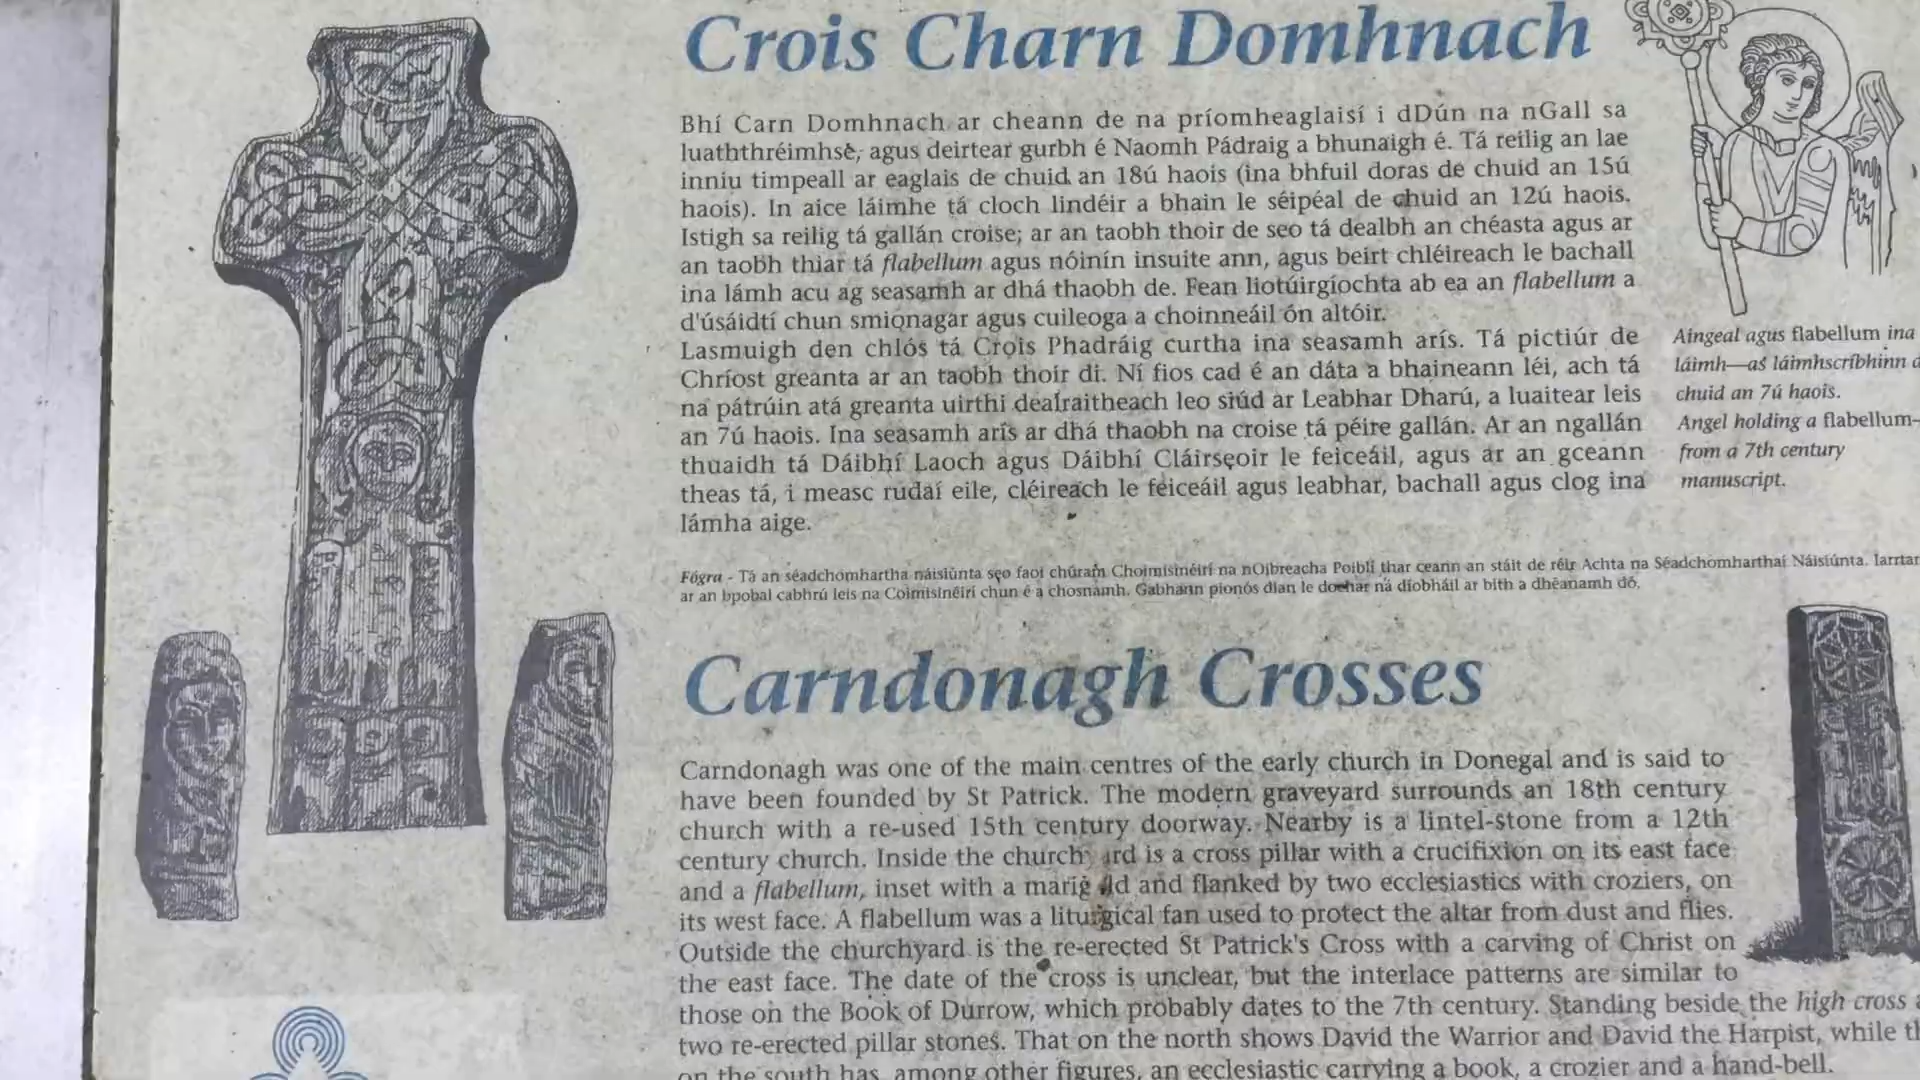 Crois Charn Domhnach
Bhí Carn Domhnach ar cheann de na príomheaglaisí i dDún na nGall sa
luaththréimhse, agus deirtear gurbh é Naomh Pádraig a bhunaigh é. Tá reilig an lae
inniu timpeall ar eaglais de chuid an 18ú haois (ina bhfuil doras de chuid an 15ú
haois). In aice láimhe tá cloch lindéir a bhain le séipéal de chuid an 12ú haois.
Istigh sa reilig tá gallán croise; ar an taobh thoir de seo tá dealbh an chéasta agus ar
an taobh thiar tá flabellum agus nóinín insuite ann, agus beirt chléireach le bachall
ina lámh acu ag seasamh ar dhá thaobh de. Fean liotúirgíochta ab ea an flabellum a
d'úsáidtí chun smionagar agus cuileoga a choinneáil ón altóir.
Lasmuigh den chlós tá Crois Phadráig curtha ina seasamh arís. Tá pictiúr de
Chríost greanta ar an taobh thoir di. Ní fios cad é an dáta a bhaineann léi, ach tá
na pátrúin atá greanta uirthi dealraitheach leo siúd ar Leabhar Dharú, a luaitear leis
an 7ú haois. Ina seasamh arís ar dhá thaobh na croise tá péire gallán. Ar an ngallán
thuaidh tá Dáibhí Laoch agus Dáibhí Cláirseoir le feiceáil, agus ar an gceann
theas tá, i measc rudaí eile, cléireach le feiceáil agus leabhar, bachall agus clog ina
lámha aige.
Aingeal agus flabellum ina
láimh—as láimhscríbhinn
chuid an 7ú haois.
Angel holding a flabellum—
from a 7th century
manuscript.
Fógra - Tá an séadchomhartha náisiúnta seo faoi chúram Choimisinéirí na nOibreacha Poiblí thar ceann an stáit de réir Achta na Séadchomharthaí Náisiúnta. Iarrtar
ar an bpobal cabhrú leis na Coimisinéirí chun é a chosnamh. Gabhann pionós dian le dochar ná díobháil ar bith a dhéanamh dó.
Carndonagh Crosses
Carndonagh was one of the main centres of the early church in Donegal and is said to
have been founded by St Patrick. The modern graveyard surrounds an 18th century
church with a re-used 15th century doorway. Nearby is a lintel-stone from a 12th
century church. Inside the churchyard is a cross pillar with a crucifixion on its east face
and a flabellum, inset with a marigold and flanked by two ecclesiastics with croziers, on
its west face. A flabellum was a liturgical fan used to protect the altar from dust and flies.
Outside the churchyard is the re-erected St Patrick's Cross with a carving of Christ on
the east face. The date of the cross is unclear, but the interlace patterns are similar to
those on the Book of Durrow, which probably dates to the 7th century. Standing beside the high cross
two re-erected pillar stones. That on the north shows David the Warrior and David the Harpist, while
on the south has, among other figures, an ecclesiastic carrying a book, a crozier and a hand-bell.